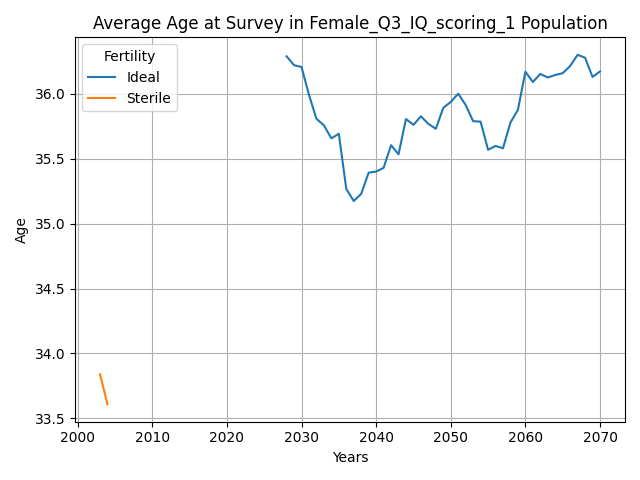 Average Age at Survey in Female_Q3_IQ_scoring_1 Population
Fertility
Ideal
Sterile
36.0
35.5
35.0
34.5
34.0
33.5
Age
2000 2010 2020 2030 2040 2050 2060 2070
Years